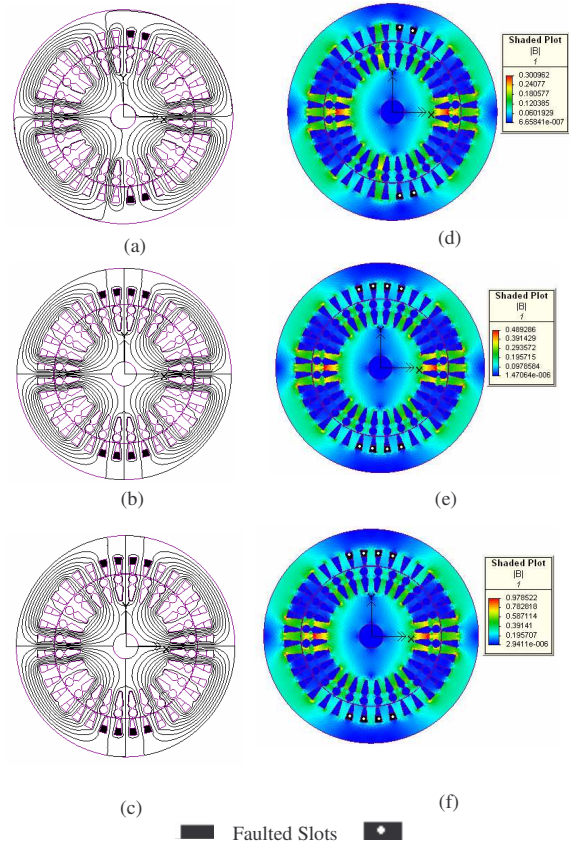 Shaded Plot
|B|
f
0.300962
0.24077
0.180577
0.120385
0.0601929
6.65841e-007
(a)
(d)
Shaded Plot
|B|
f
0.489286
0.391429
0.293572
0.195715
0.0978584
1.47064e-006
(b)
(e)
Shaded Plot
|B|
f
0.978522
0.782818
0.587114
0.39141
0.195707
2.9411e-006
(c)
(f)
Faulted Slots